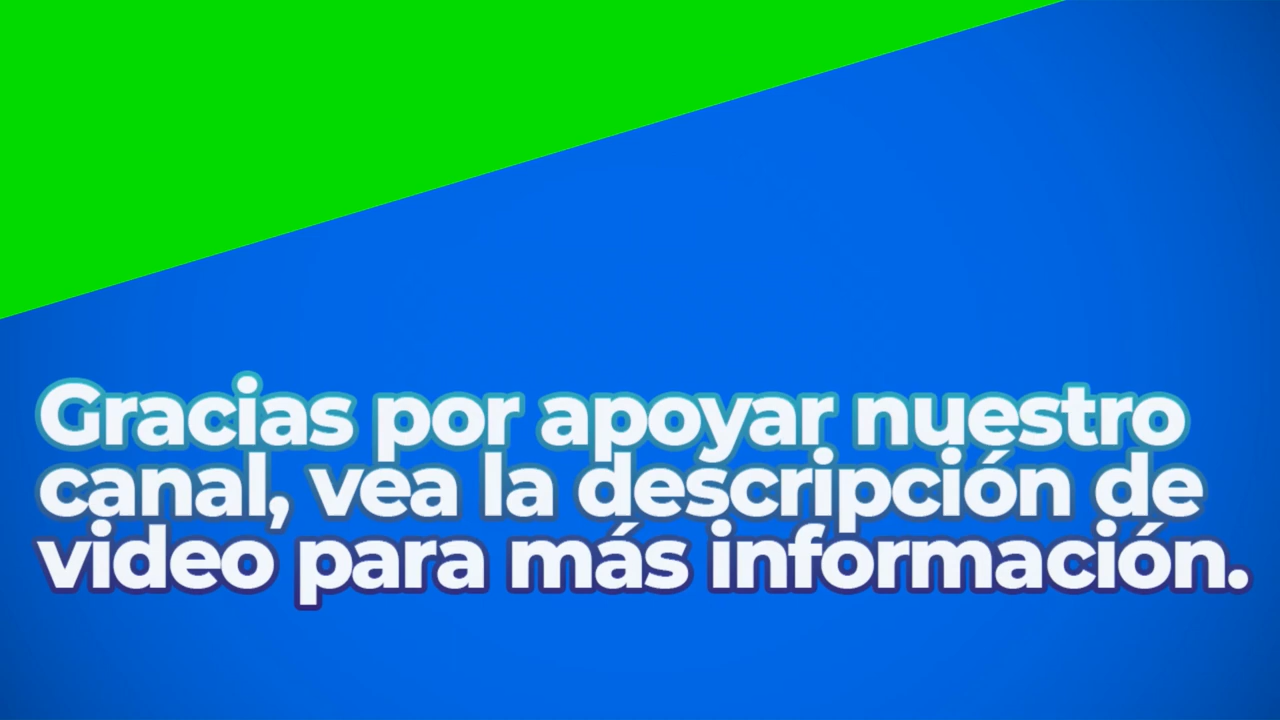 Gracias por apoyar nuestro
canal, vea la descripción de
video para más información.